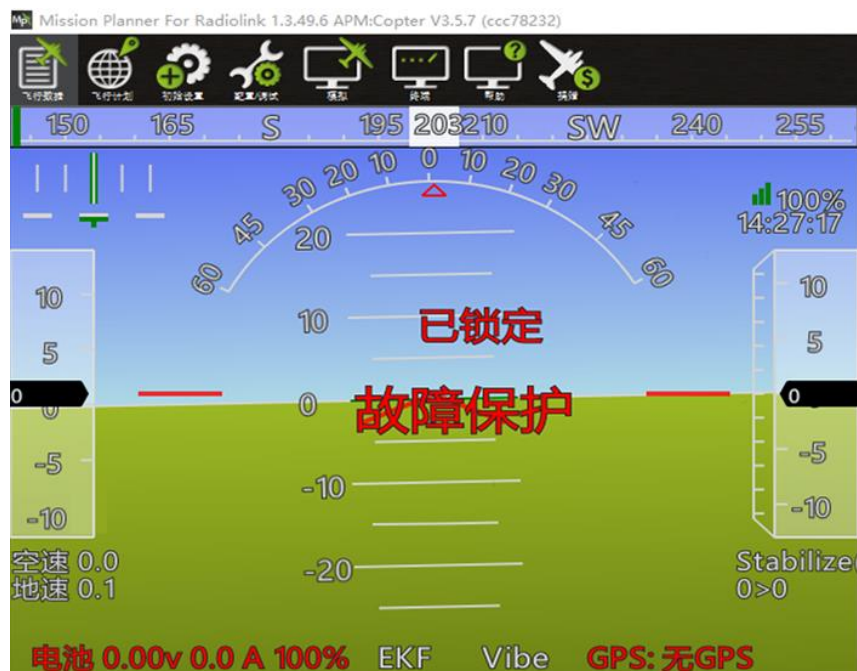 Mission Planner For Radiolink 1.3.49.6 APM:Copter V3.5.7 (ccc78232)
飞行数据 飞行计划 初始设置 配置/调试 模拟 终端 帮助 捐赠
150 165 S 195 203 210 SW 240 255
60 45 30 20 10 0 10 20 30 45 60
100%
14:27:17
20
10 10 10
已锁定
5 5
0 0 0 故障保护 0
-5 -5
-10 -10 -10
空速 0.0 -20 Stabilize
地速 0.1 0>0
电池 0.00v 0.0 A 100% EKF Vibe GPS: 无GPS